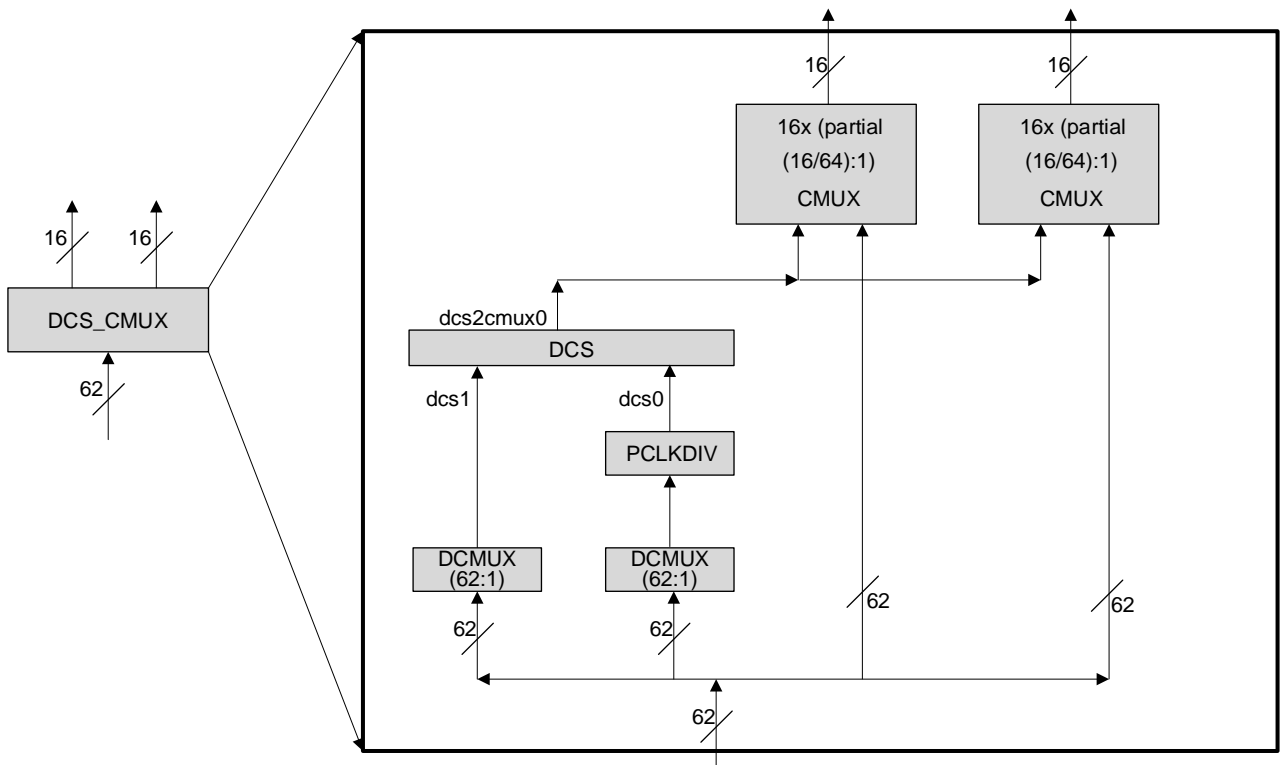 16
16
16x (partial
(16/64):1)
CMUX
16x (partial
(16/64):1)
CMUX
16
16
DCS_CMUX
62
dcs2cmux0
DCS
dcs1
dcs0
PCLKDIV
DCMUX
(62:1)
DCMUX
(62:1)
62
62
62
62
62